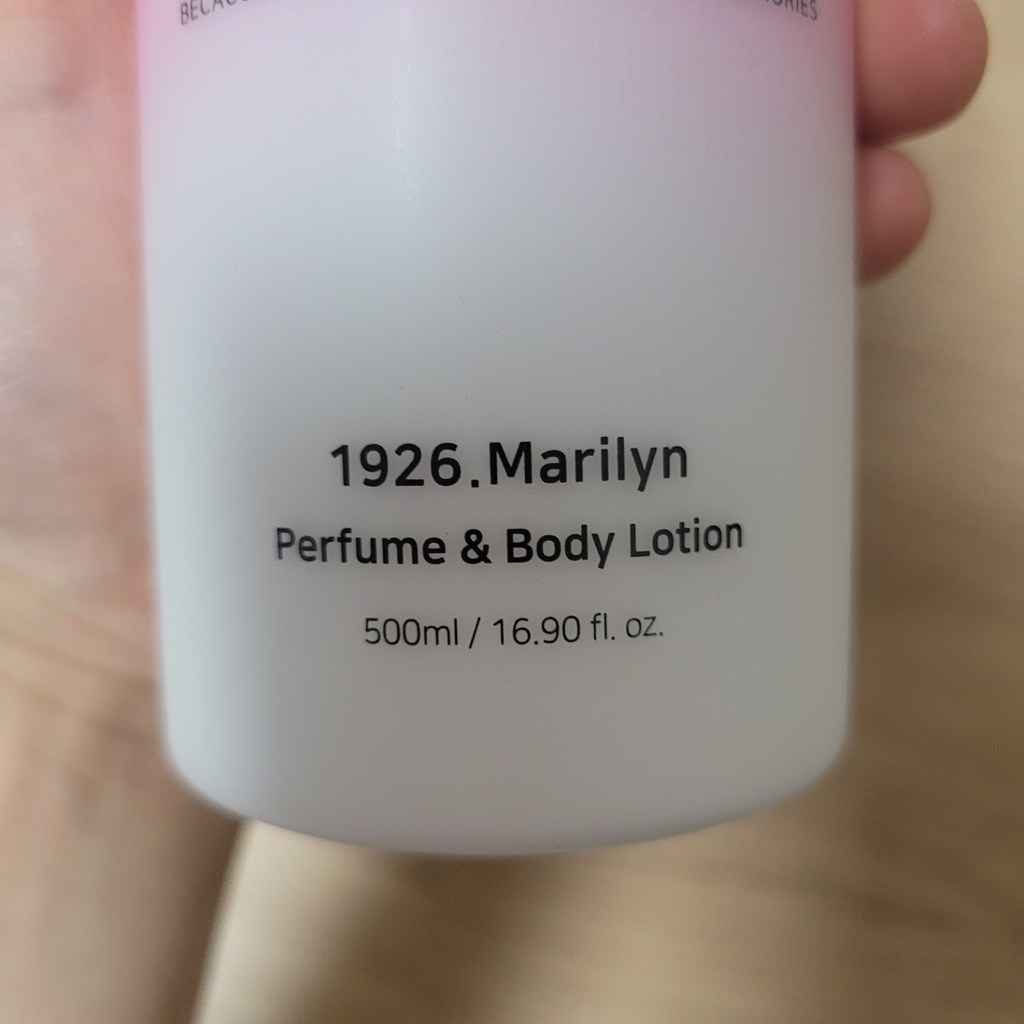 1926.Marilyn
Perfume & Body Lotion
500ml / 16.90 fl. oz.